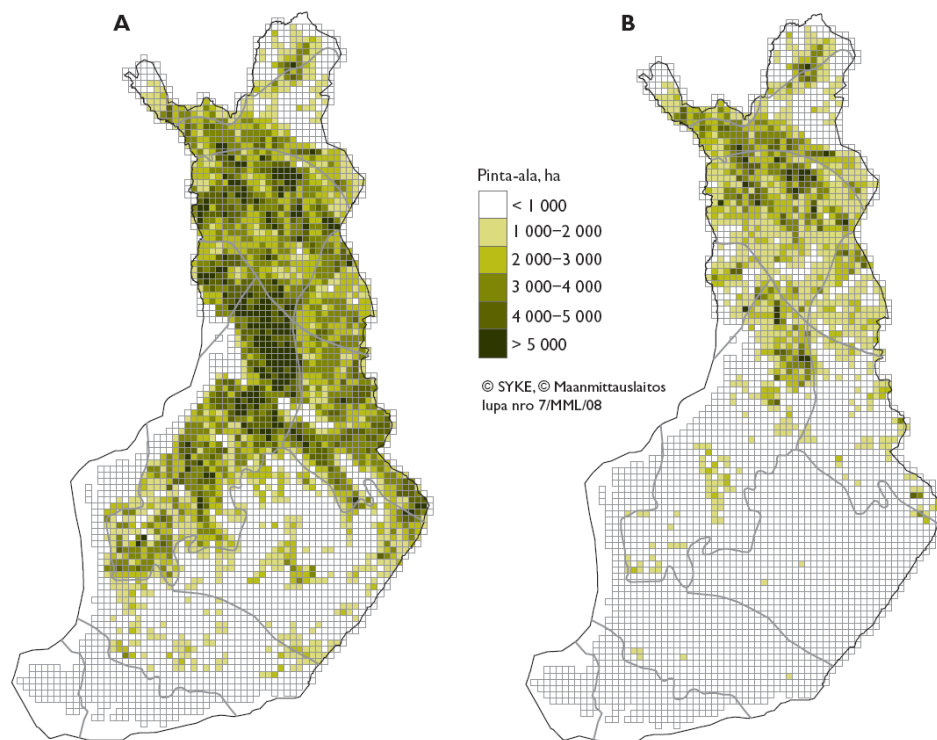 A
B
Pinta-ala, ha
< 1 000
1 000–2 000
2 000–3 000
3 000–4 000
4 000–5 000
> 5 000
© SYKE, © Maanmittauslaitos
lupa nro 7/MML/08